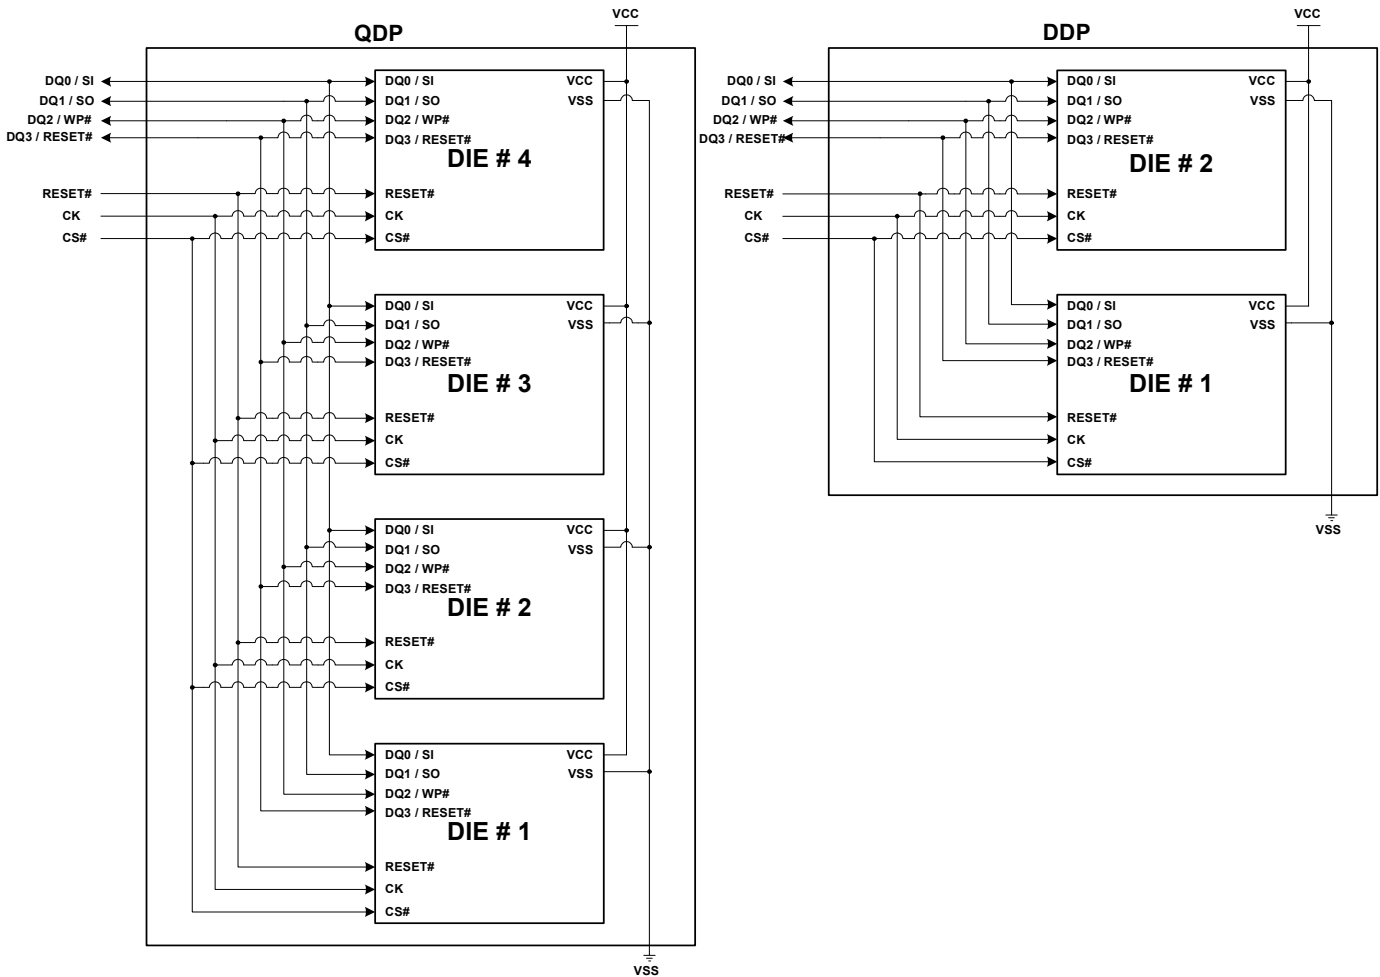 QDP
VCC
DQ0 / SI
DQ1 / SO
DQ2 / WP#
DQ3 / RESET#
RESET#
CK
CS#
DQ0 / SI
DQ1 / SO
DQ2 / WP#
DQ3 / RESET#
DIE # 4
RESET#
CK
CS#
VCC
VSS
DQ0 / SI
DQ1 / SO
DQ2 / WP#
DQ3 / RESET#
DIE # 3
RESET#
CK
CS#
VCC
VSS
DQ0 / SI
DQ1 / SO
DQ2 / WP#
DQ3 / RESET#
DIE # 2
RESET#
CK
CS#
VCC
VSS
DQ0 / SI
DQ1 / SO
DQ2 / WP#
DQ3 / RESET#
DIE # 1
RESET#
CK
CS#
VCC
VSS
VSS
DDP
VCC
DQ0 / SI
DQ1 / SO
DQ2 / WP#
DQ3 / RESET#
RESET#
CK
CS#
DQ0 / SI
DQ1 / SO
DQ2 / WP#
DQ3 / RESET#
DIE # 2
RESET#
CK
CS#
VCC
VSS
DQ0 / SI
DQ1 / SO
DQ2 / WP#
DQ3 / RESET#
DIE # 1
RESET#
CK
CS#
VCC
VSS
VSS